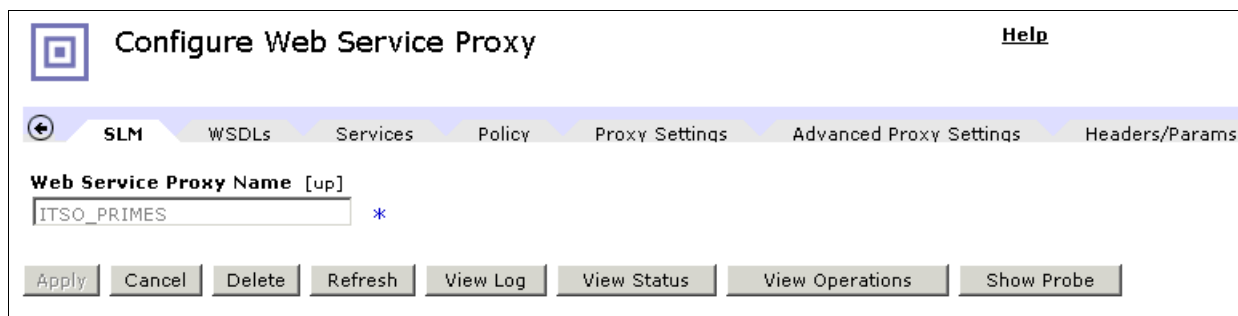 Configure Web Service Proxy Help
SLM WSDLs Services Policy Proxy Settings Advanced Proxy Settings Headers/Params
Web Service Proxy Name [up]
ITSO_PRIMES *
Apply Cancel Delete Refresh View Log View Status View Operations Show Probe